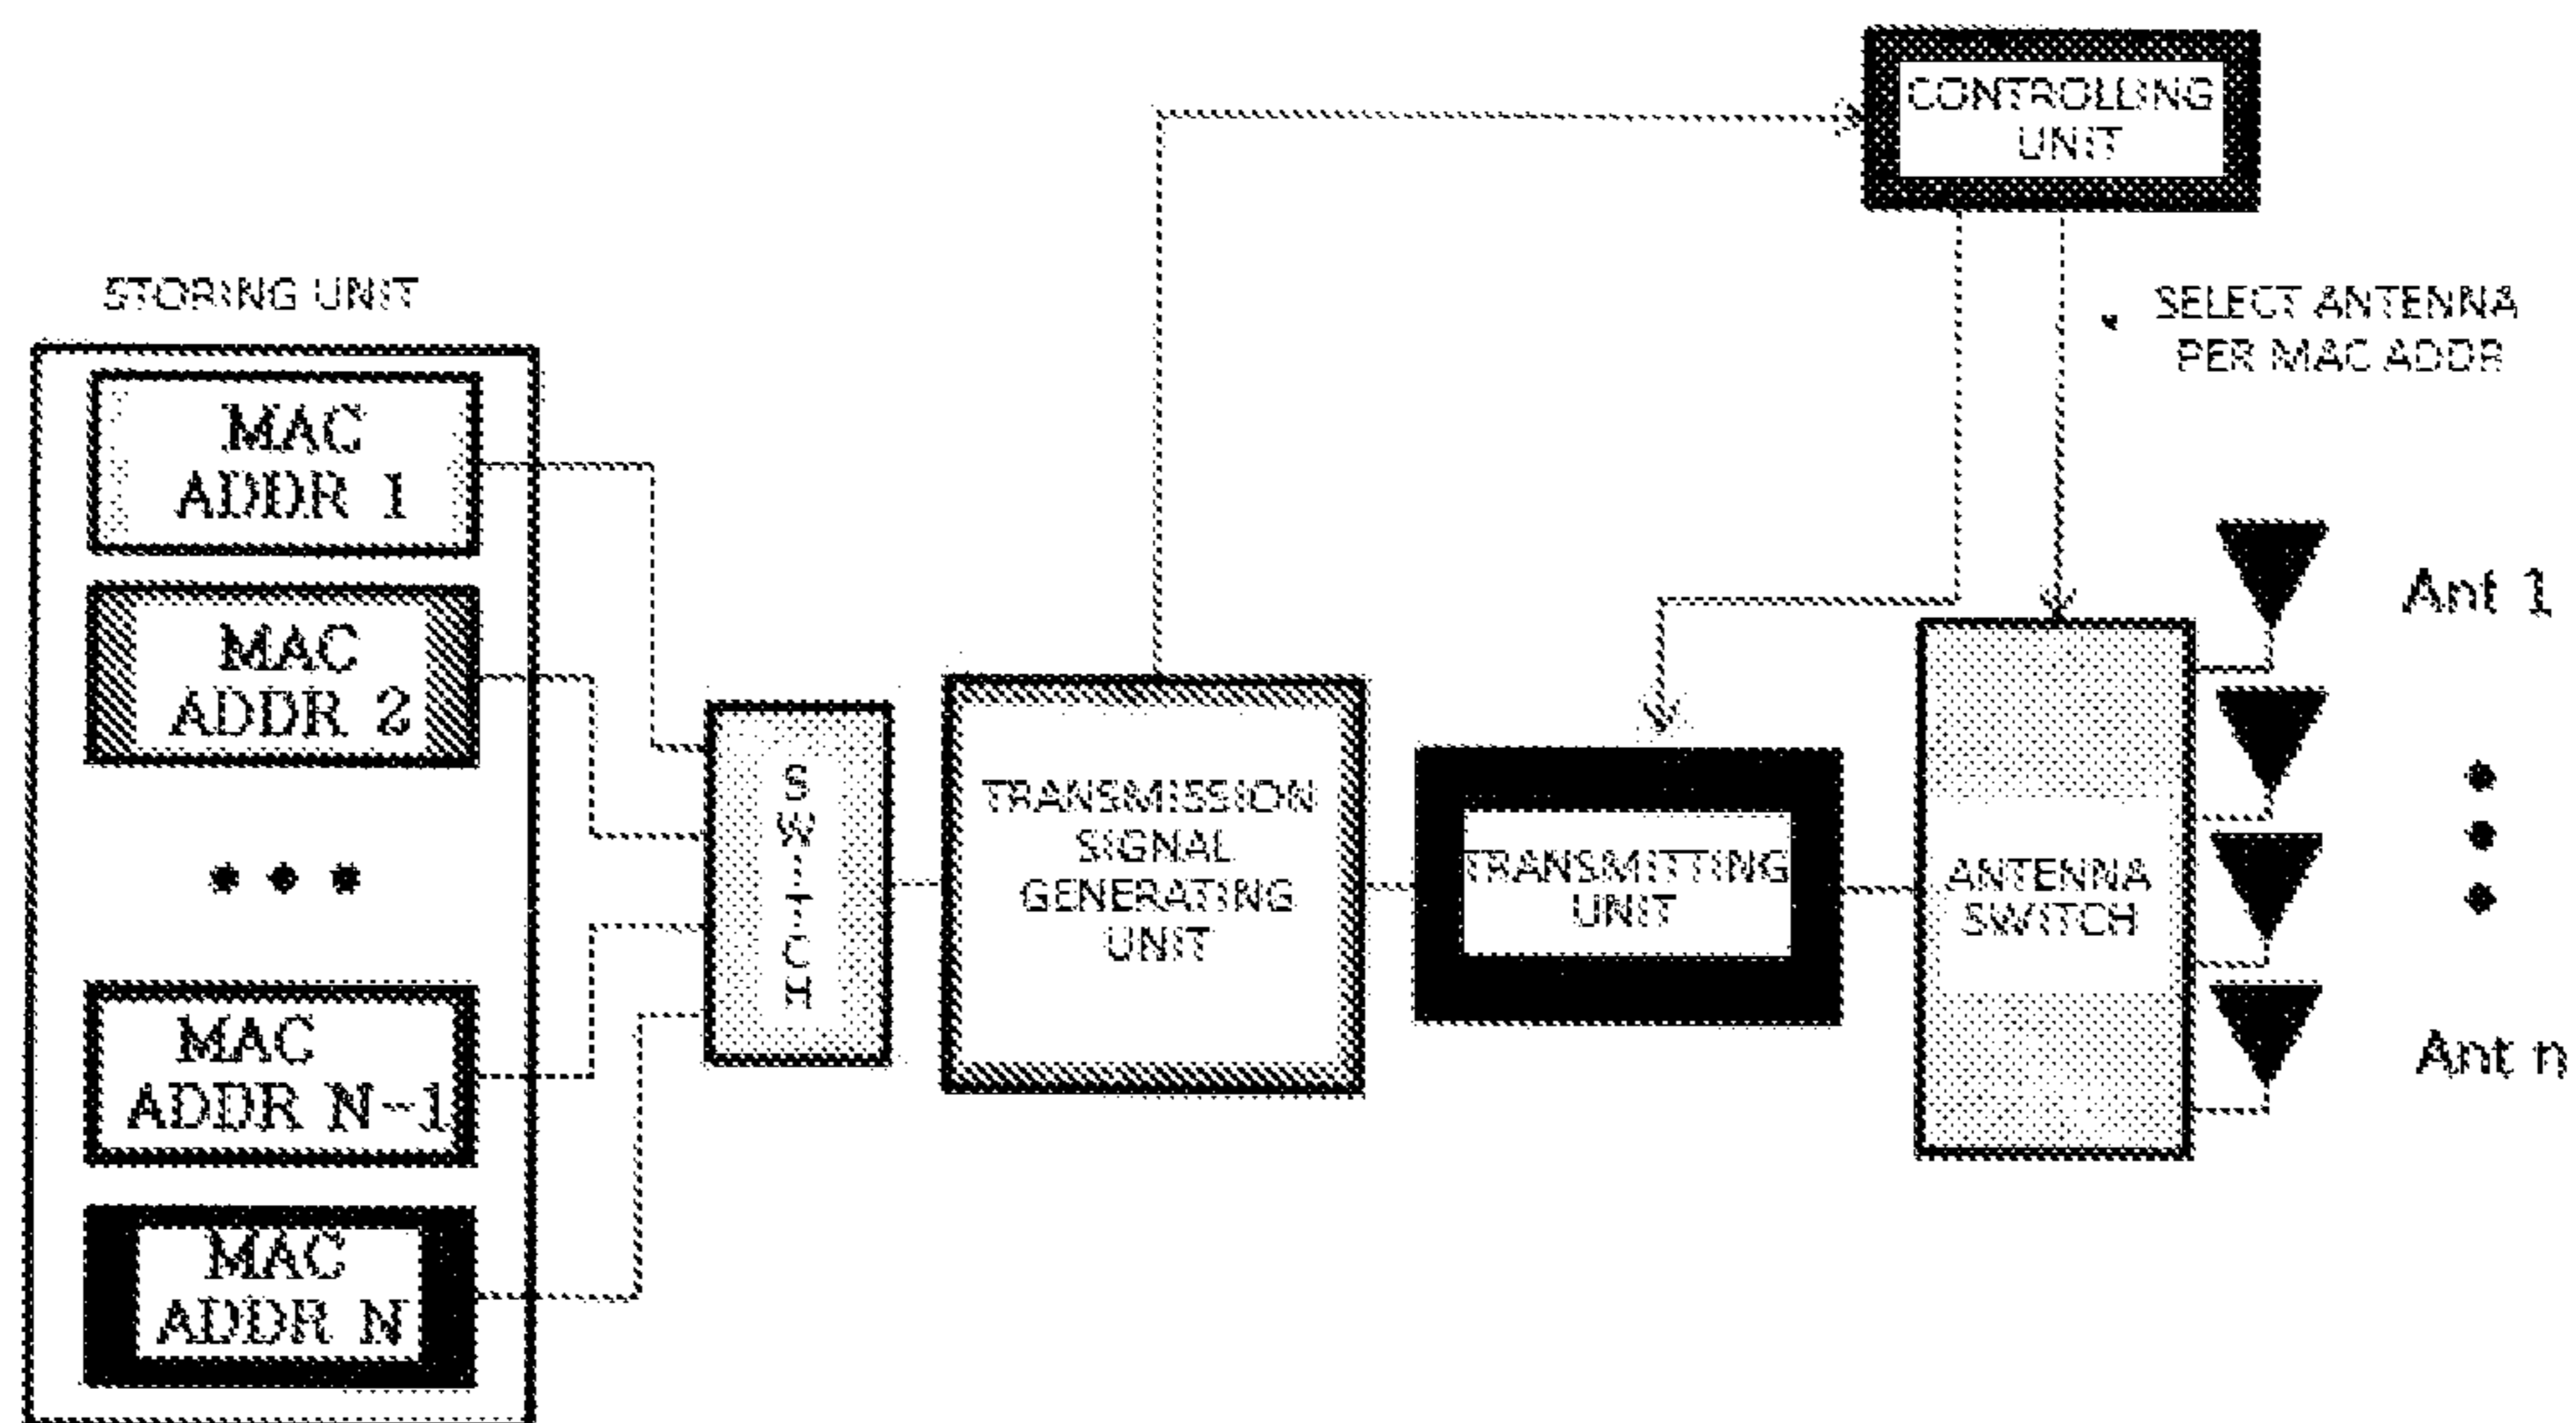 CONTROLLING
UNIT
STORING UNIT
SELECT ANTENNA
PER MAC ADDR
MAC
ADDR 1
MAC
ADDR 2
MAC
ADDR N-1
MAC
ADDR N
SWITCH
TRANSMISSION
SIGNAL
GENERATING
UNIT
TRANSMITTING
UNIT
ANTENNA
SWITCH
Ant 1
Ant n